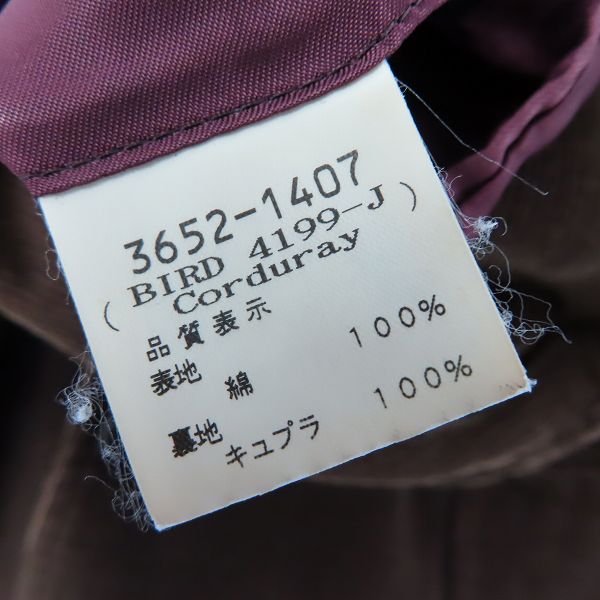 3652-1407
( BIRD 4199-J )
Corduray
品質表示
表地 綿 100%
裏地 キュプラ 100%